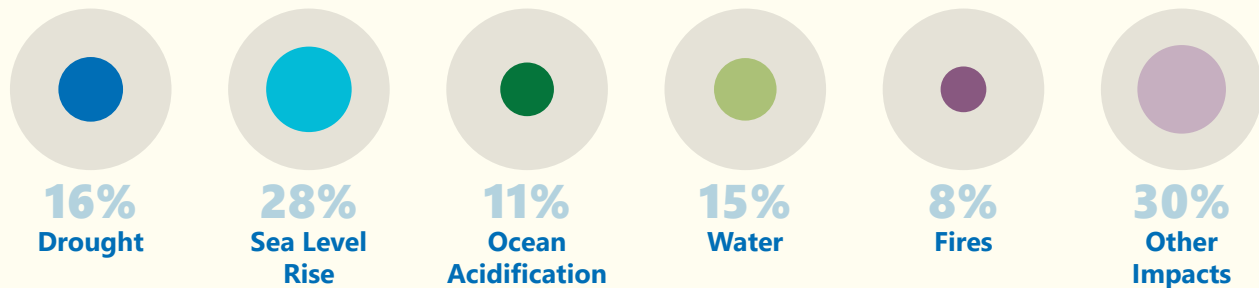 16%
Drought
28%
Sea Level
Rise
11%
Ocean
Acidification
15%
Water
8%
Fires
30%
Other
Impacts